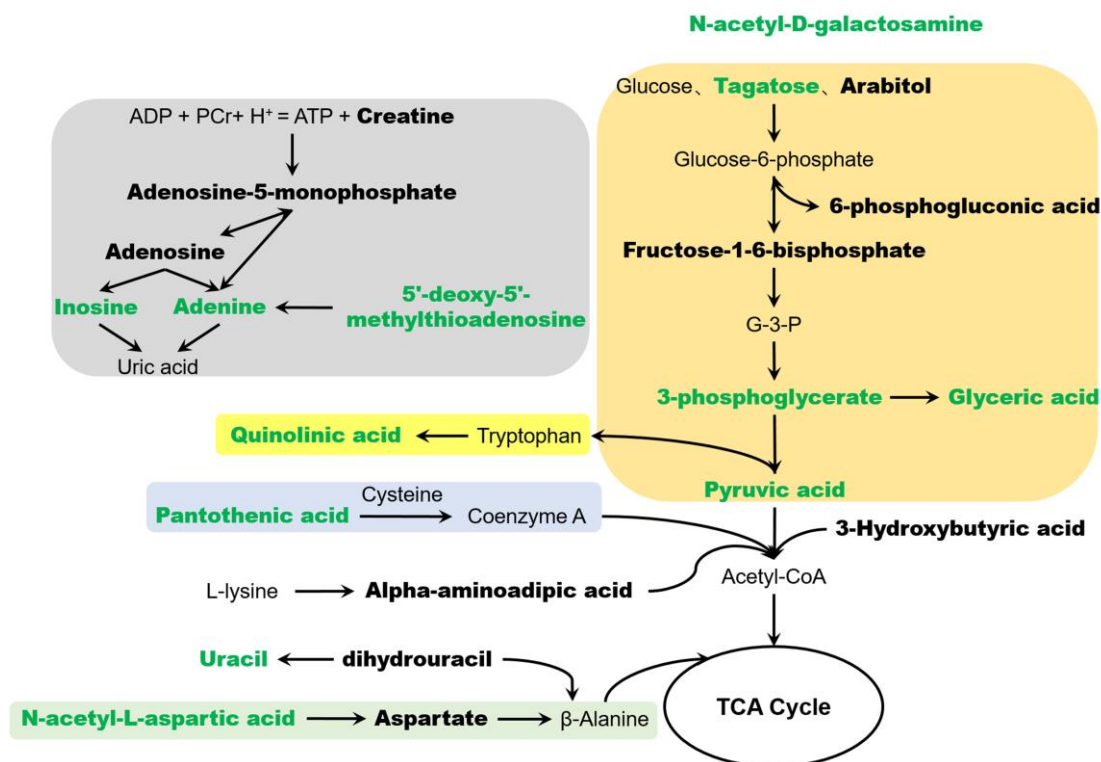 N-acetyl-D-galactosamine
Glucose、Tagatose、Arabitol
ADP + PCr+ H⁺ = ATP + Creatine
Glucose-6-phosphate
Adenosine-5-monophosphate
6-phosphogluconic acid
Adenosine
Fructose-1-6-bisphosphate
Inosine
Adenine
5'-deoxy-5'-
methylthioadenosine
G-3-P
Uric acid
3-phosphoglycerate
Glyceric acid
Quinolinic acid
Tryptophan
Pyruvic acid
Cysteine
Pantothenic acid
Coenzyme A
3-Hydroxybutyric acid
Acetyl-CoA
L-lysine
Alpha-aminoadipic acid
Uracil
dihydrouracil
TCA Cycle
N-acetyl-L-aspartic acid
Aspartate
β-Alanine